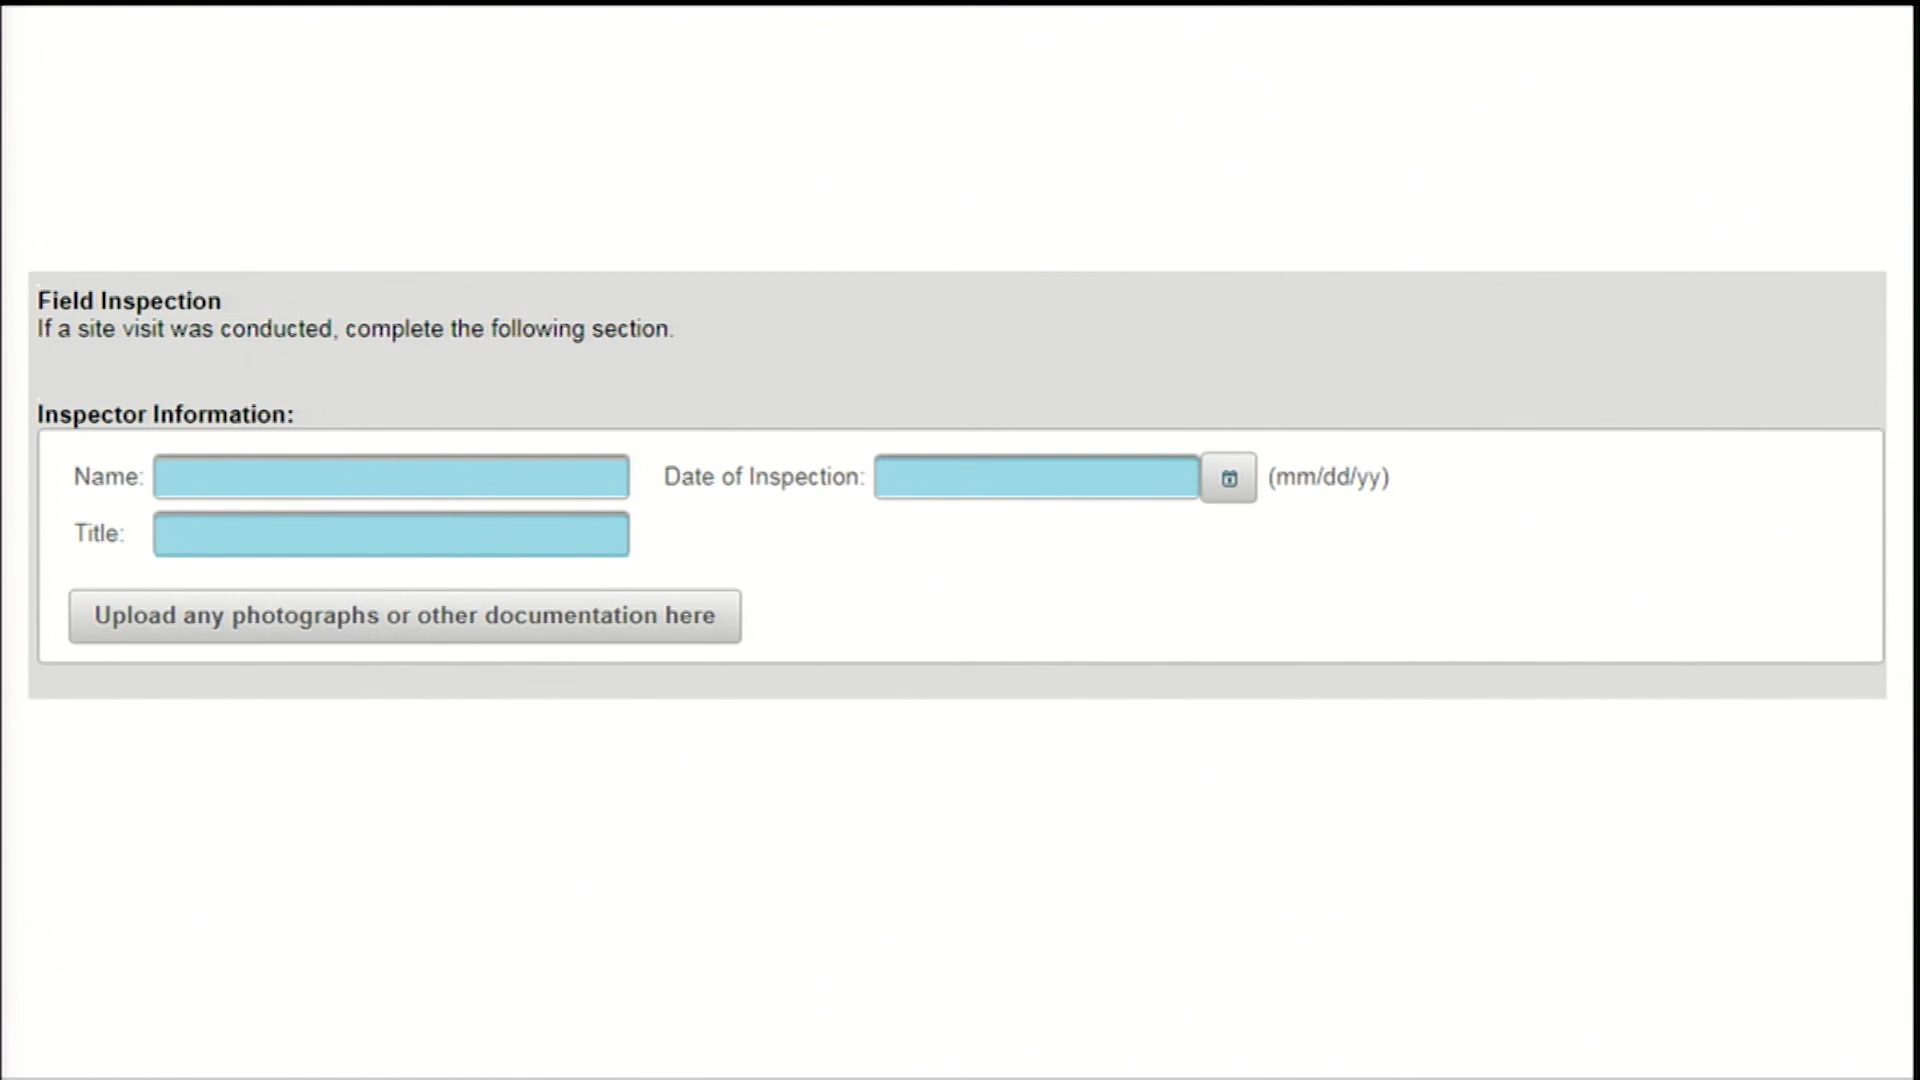 Field Inspection
If a site visit was conducted, complete the following section.
Inspector Information:
Name: Date of Inspection: (mm/dd/yy)
Title:
Upload any photographs or other documentation here